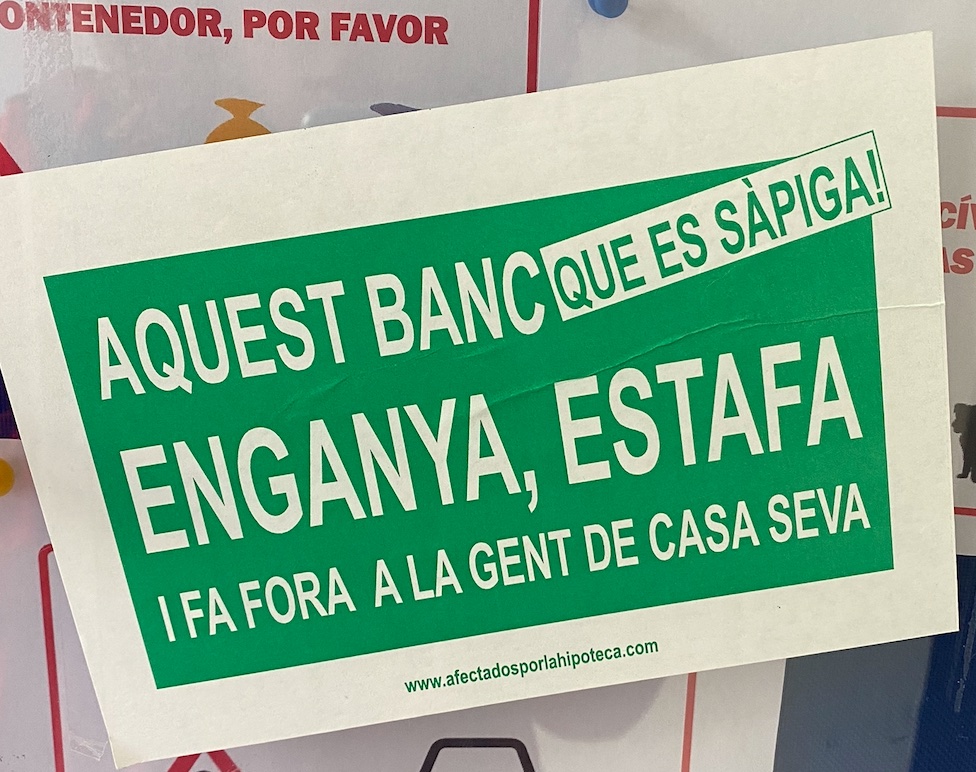 CONTENEDOR, POR FAVOR
AQUEST BANC
QUE ES SÀPIGA!
ENGANYA, ESTAFA
I FA FORA A LA GENT DE CASA SEVA
www.afectadosporlahipoteca.com